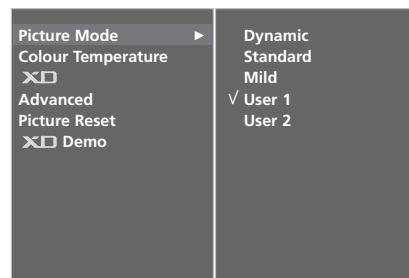 Picture Mode ►
Colour Temperature
XD
Advanced
Picture Reset
XD Demo
Dynamic
Standard
Mild
√ User 1
User 2